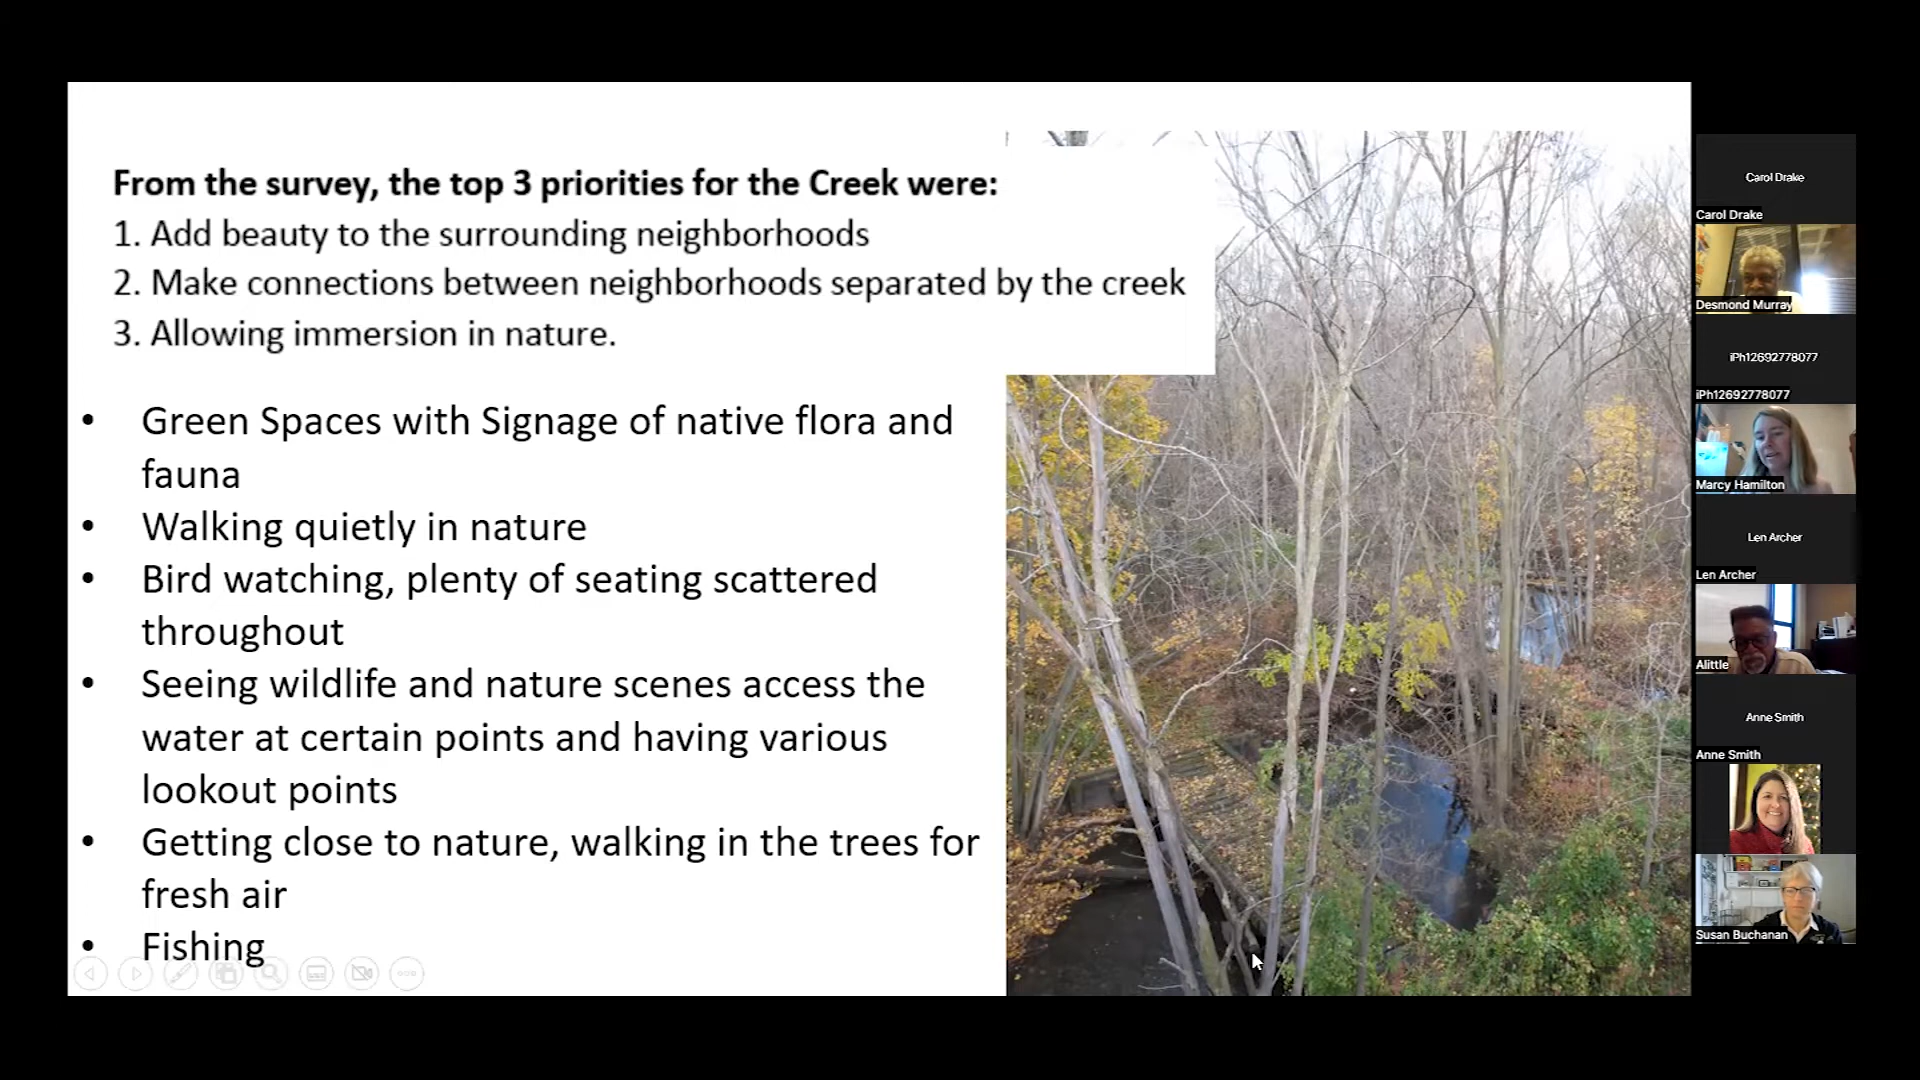 From the survey, the top 3 priorities for the Creek were:
1. Add beauty to the surrounding neighborhoods
2. Make connections between neighborhoods separated by the creek
3. Allowing immersion in nature.
• Green Spaces with Signage of native flora and
fauna
• Walking quietly in nature
• Bird watching, plenty of seating scattered
throughout
• Seeing wildlife and nature scenes access the
water at certain points and having various
lookout points
• Getting close to nature, walking in the trees for
fresh air
• Fishing
Carol Drake
Carol Drake
Desmond Murray
iPh12692778077
iPh12692778077
Marcy Hamilton
Len Archer
Len Archer
Alittle
Anne Smith
Anne Smith
Susan Buchanan